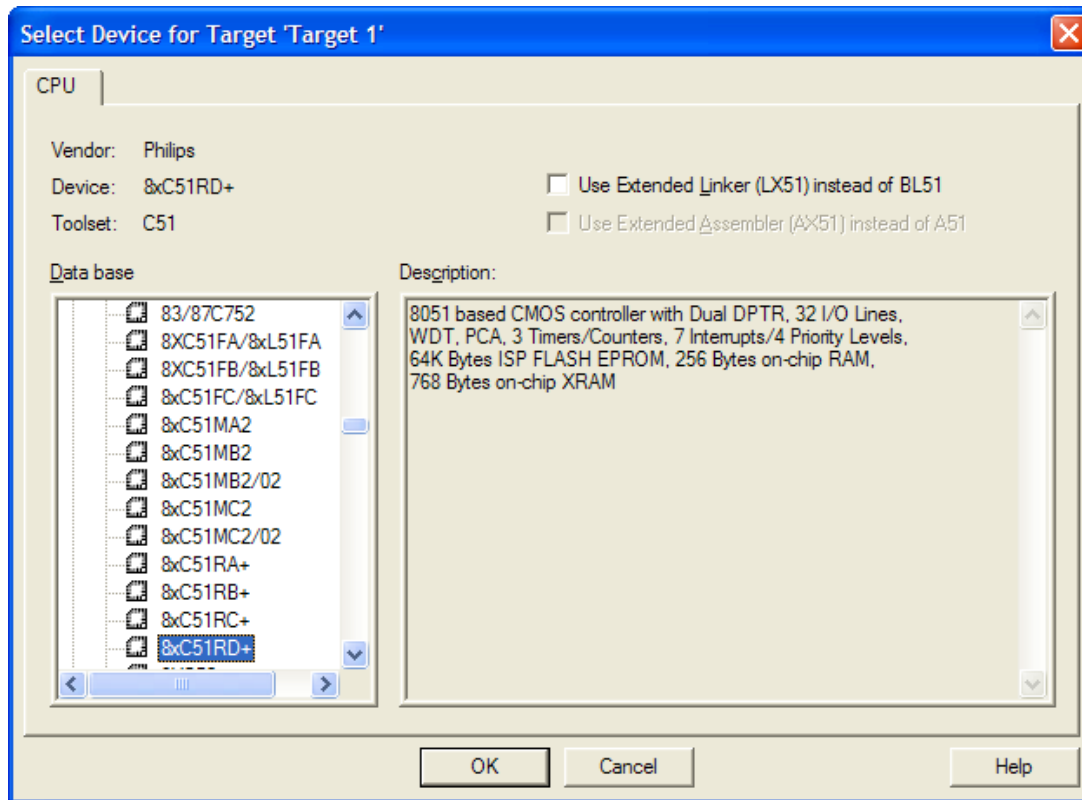 Select Device for Target 'Target 1'
CPU
Vendor: Philips
Device: 8xC51RD+
Toolset: C51
Use Extended Linker (LX51) instead of BL51
Use Extended Assembler (AX51) instead of A51
Data base
83/87C752
8XC51FA/8xL51FA
8XC51FB/8xL51FB
8xC51FC/8xL51FC
8xC51MA2
8xC51MB2
8xC51MB2/02
8xC51MC2
8xC51MC2/02
8xC51RA+
8xC51RB+
8xC51RC+
8xC51RD+
Description:
8051 based CMOS controller with Dual DPTR, 32 I/O Lines,
WDT, PCA, 3 Timers/Counters, 7 Interrupts/4 Priority Levels,
64K Bytes ISP FLASH EPROM, 256 Bytes on-chip RAM,
768 Bytes on-chip XRAM
OK
Cancel
Help